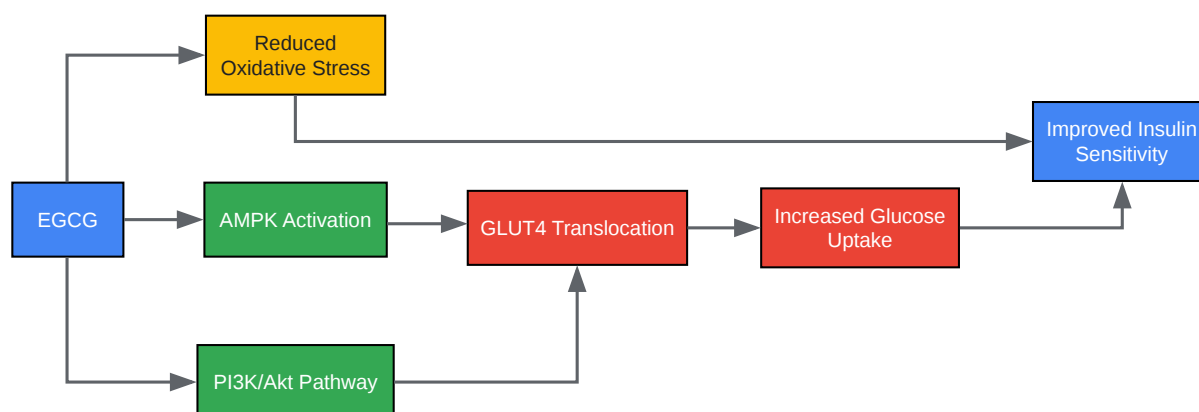 Reduced
Oxidative Stress
Improved Insulin
Sensitivity
EGCG
AMPK Activation
GLUT4 Translocation
Increased Glucose
Uptake
PI3K/Akt Pathway